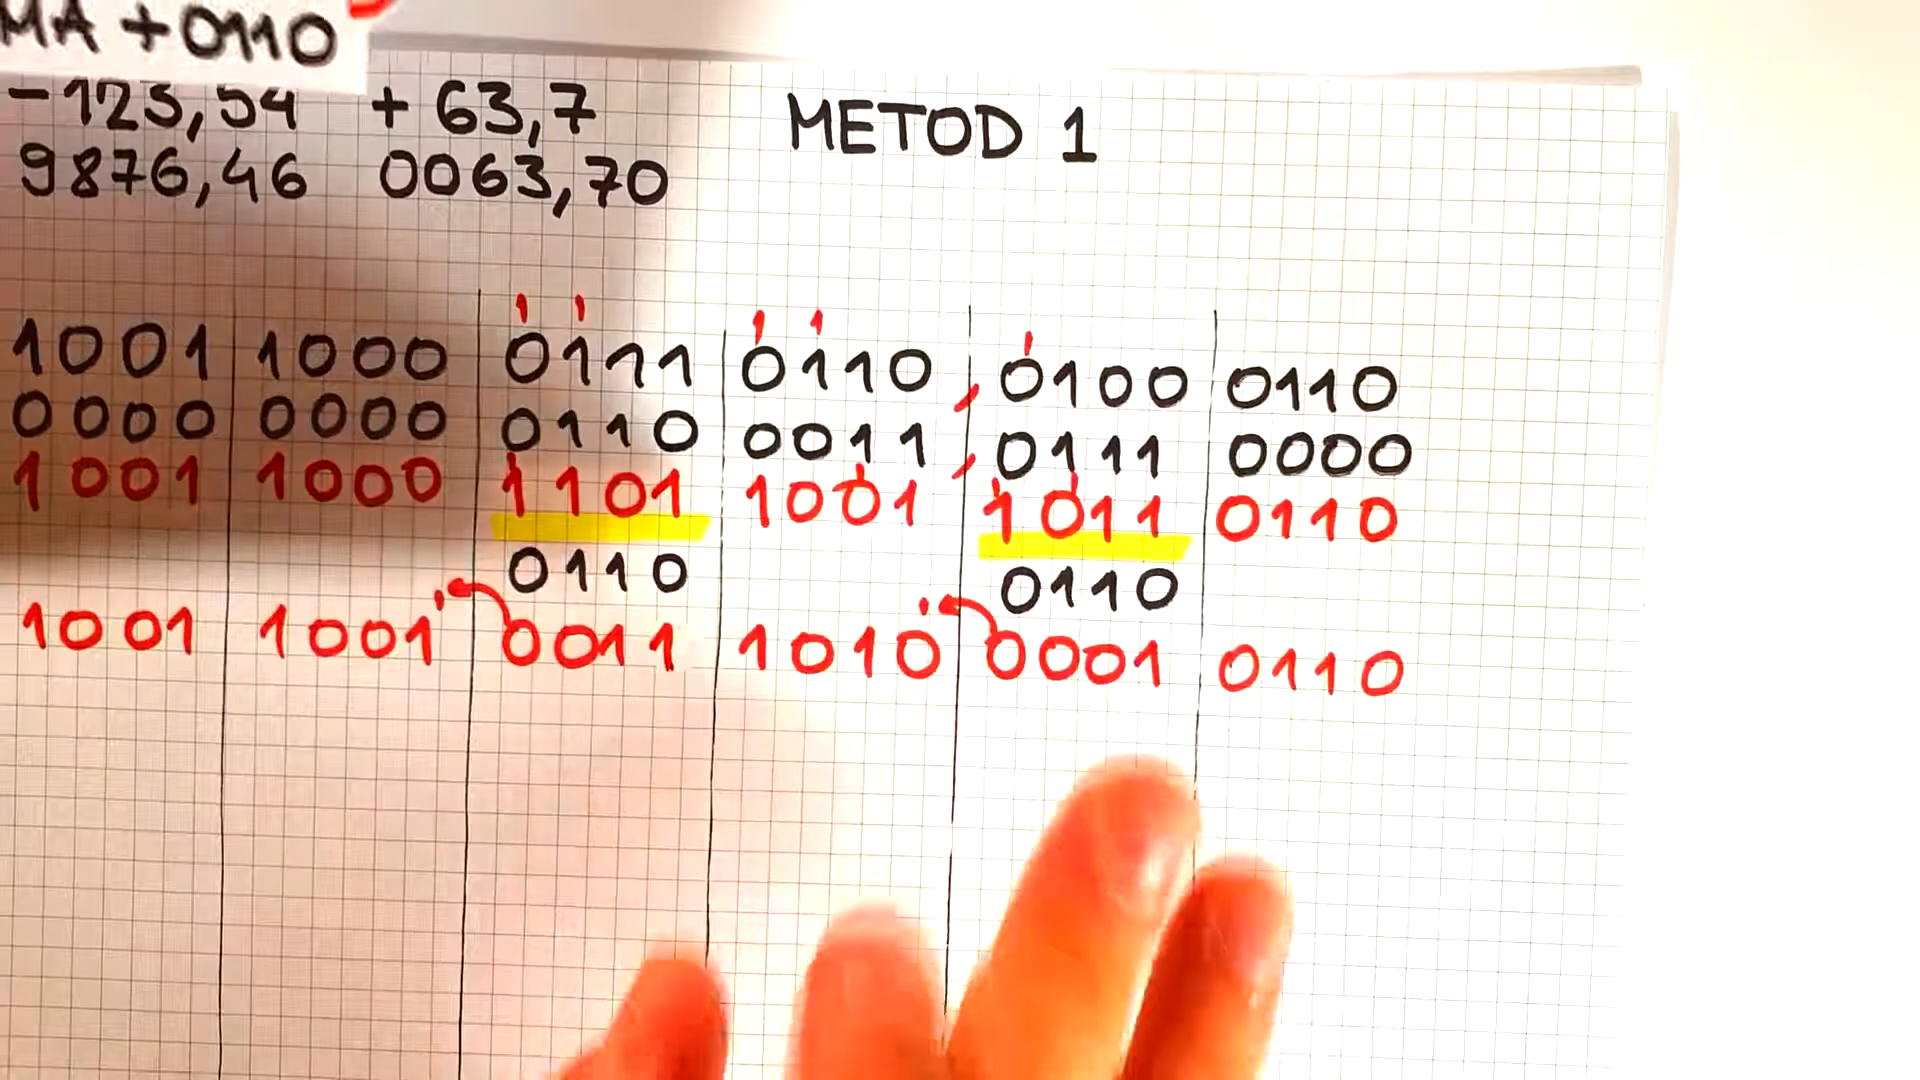 MA +0110
-123,54 + 63,7 METOD 1
9876,46 0063,70
1 1 1 1 1
1001 1000 0111 0110 , 0100 0110
0000 0000 0110 0011 , 0111 0000
1001 1000 1101 1001 1011 0110
0110 0110
1001 1001 0011 1010 0001 0110